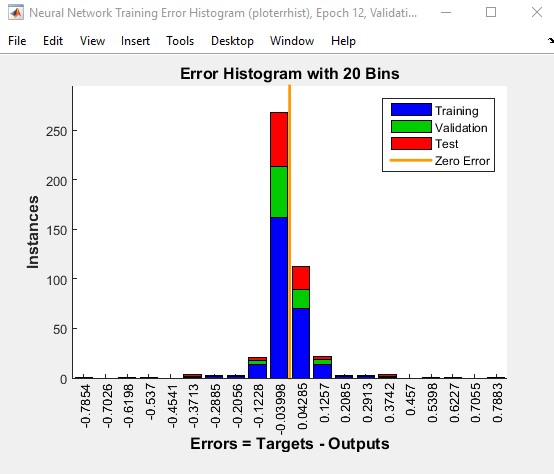 Neural Network Training Error Histogram (ploterrhist), Epoch 12, Validati...
File Edit View Insert Tools Desktop Window Help
Error Histogram with 20 Bins
Training
Validation
Test
Zero Error
Instances
250
200
150
100
50
0
-0.7854
-0.7026
-0.6198
-0.537
-0.4541
-0.3713
-0.2885
-0.2056
-0.1228
-0.03998
0.04285
0.1257
0.2085
0.2913
0.3742
0.457
0.5398
0.6227
0.7055
0.7883
Errors = Targets - Outputs